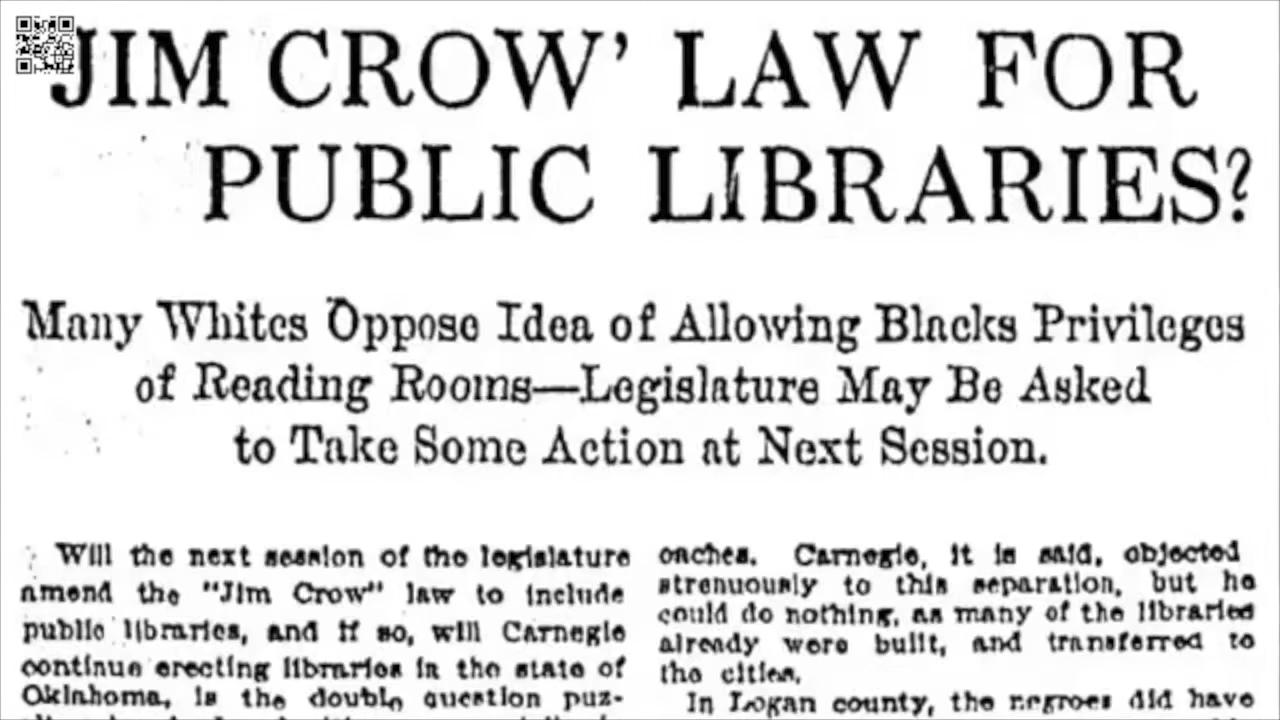 JIM CROW' LAW FOR
PUBLIC LIBRARIES?
Many Whites Oppose Idea of Allowing Blacks Privileges
of Reading Rooms—Legislature May Be Asked
to Take Some Action at Next Session.
Will the next session of the legislature
amend the "Jim Crow" law to include
public libraries, and if so, will Carnegie
continue erecting libraries in the state of
Oklahoma, is the double question puz-
oaches. Carnegie, it is said, objected
strenuously to this separation, but he
could do nothing, as many of the libraries
already were built, and transferred to
the cities.
In Logan county, the negroes did have